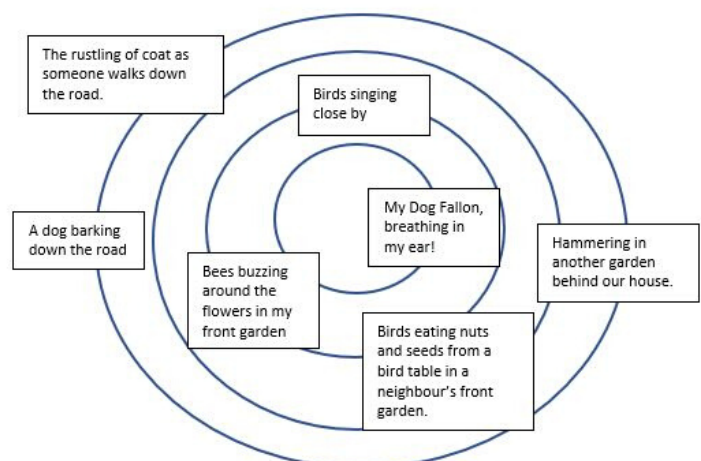 The rustling of coat as
someone walks down
the road.
Birds singing
close by
My Dog Fallon,
breathing in
my ear!
A dog barking
down the road
Hammering in
another garden
behind our house.
Bees buzzing
around the
flowers in my
front garden
Birds eating nuts
and seeds from a
bird table in a
neighbour's front
garden.